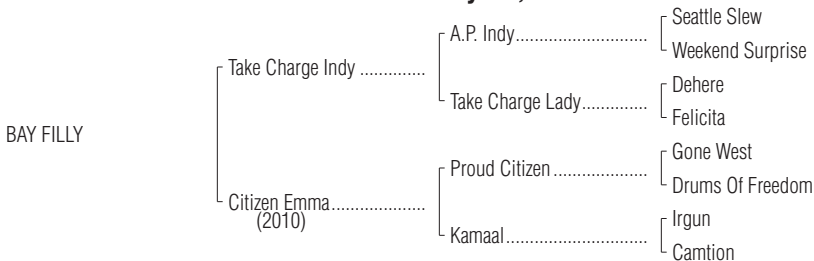 Seattle Slew
A.P. Indy
Weekend Surprise
Take Charge Indy
Dehere
Take Charge Lady
Felicita
BAY FILLY
Gone West
Proud Citizen
Drums Of Freedom
Citizen Emma
(2010)
Irgun
Kamaal
Camtion